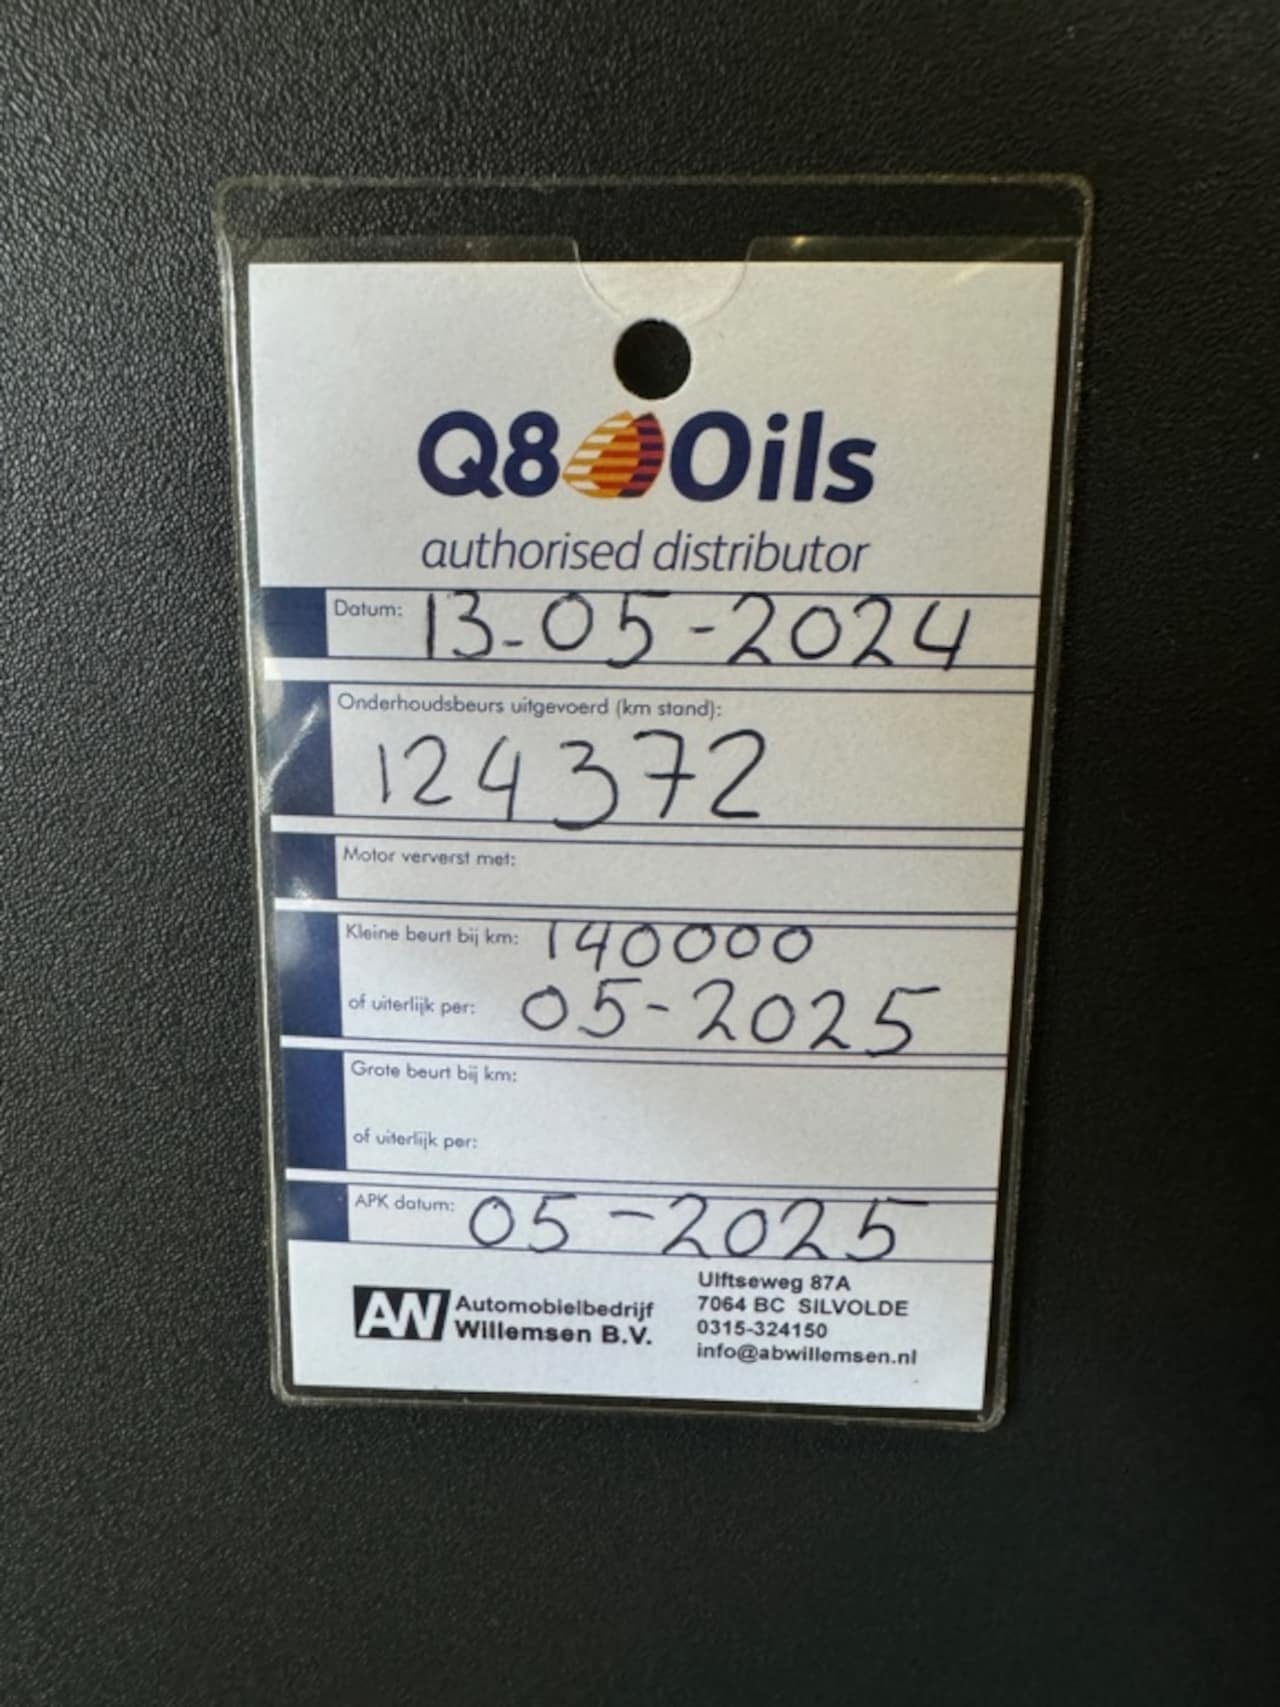 Q8 Oils
authorised distributor
Datum: 13-05-2024
Onderhoudsbeurs uitgevoerd (km stand):
124372
Motor ververst met:
Kleine beurt bij km: 140000
of uiterlijk per: 05-2025
Grote beurt bij km:
of uiterlijk per:
APK datum: 05-2025
AW Automobielbedrijf
Willemsen B.V.
Ulftseweg 87A
7064 BC SILVOLDE
0315-324150
info@abwillemsen.nl